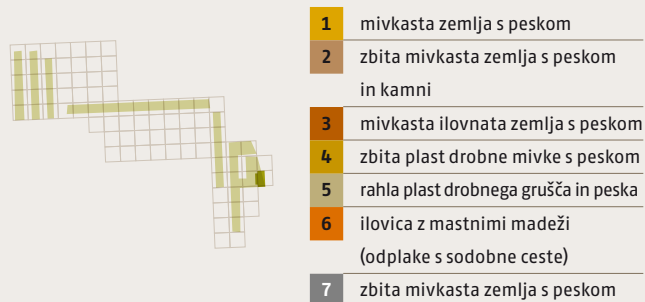 1 mivkasta zemlja s peskom
2 zbita mivkasta zemlja s peskom
in kamni
3 mivkasta ilovnata zemlja s peskom
4 zbita plast drobne mivke s peskom
5 rahla plast drobnega grušča in peska
6 ilovica z mastnimi madeži
(odplake s sodobne ceste)
7 zbita mivkasta zemlja s peskom